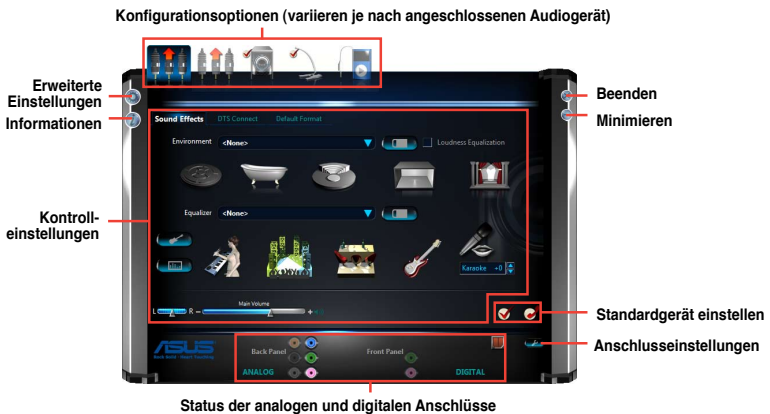 Konfigurationsoptionen (variieren je nach angeschlossenen Audiogerät)
Erweiterte
Einstellungen
Informationen
Beenden
Minimieren
Sound Effects DTS Connect Default Format
Environment <None> Loudness Equalization
Kontroll-
einstellungen
Equalizer <None>
Karaoke +0
Main Volume
L R - +
Standardgerät einstellen
Anschlusseinstellungen
ASUS
Back Panel Front Panel
ANALOG DIGITAL
Status der analogen und digitalen Anschlüsse